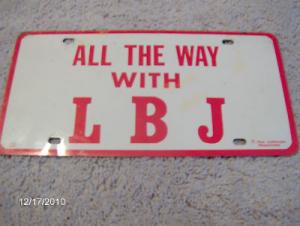 ALL THE WAY
WITH
L B J
12/17/2010